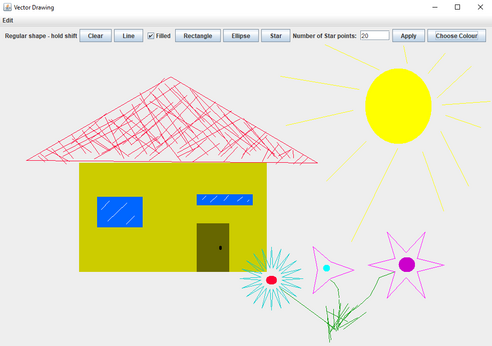 Vector Drawing
Edit
Regular shape - hold shift Clear Line Filled Rectangle Ellipse Star Number of Star points: 20 Apply Choose Colour